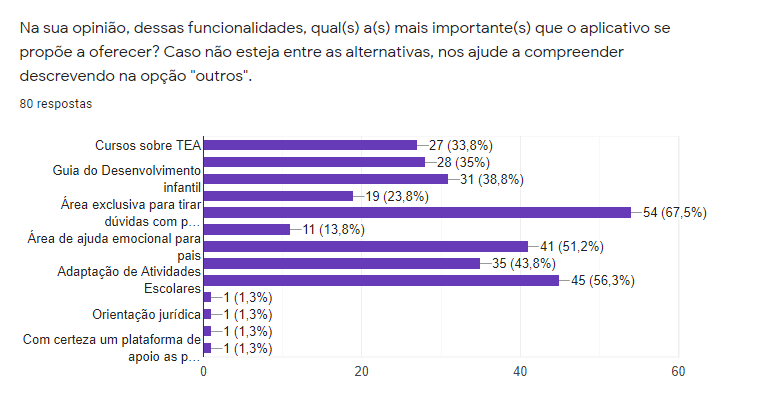 Na sua opinião, dessas funcionalidades, qual(s) a(s) mais importante(s) que o aplicativo se
propõe a oferecer? Caso não esteja entre as alternativas, nos ajude a compreender
descrevendo na opção "outros".
80 respostas
Cursos sobre TEA
27 (33,8%)
28 (35%)
Guia do Desenvolvimento
infantil
31 (38,8%)
19 (23,8%)
Área exclusiva para tirar
dúvidas com p...
54 (67,5%)
11 (13,8%)
Área de ajuda emocional para
pais
41 (51,2%)
35 (43,8%)
Adaptação de Atividades
Escolares
45 (56,3%)
1 (1,3%)
Orientação jurídica
1 (1,3%)
1 (1,3%)
Com certeza um plataforma de
apoio as p...
1 (1,3%)
0
20
40
60